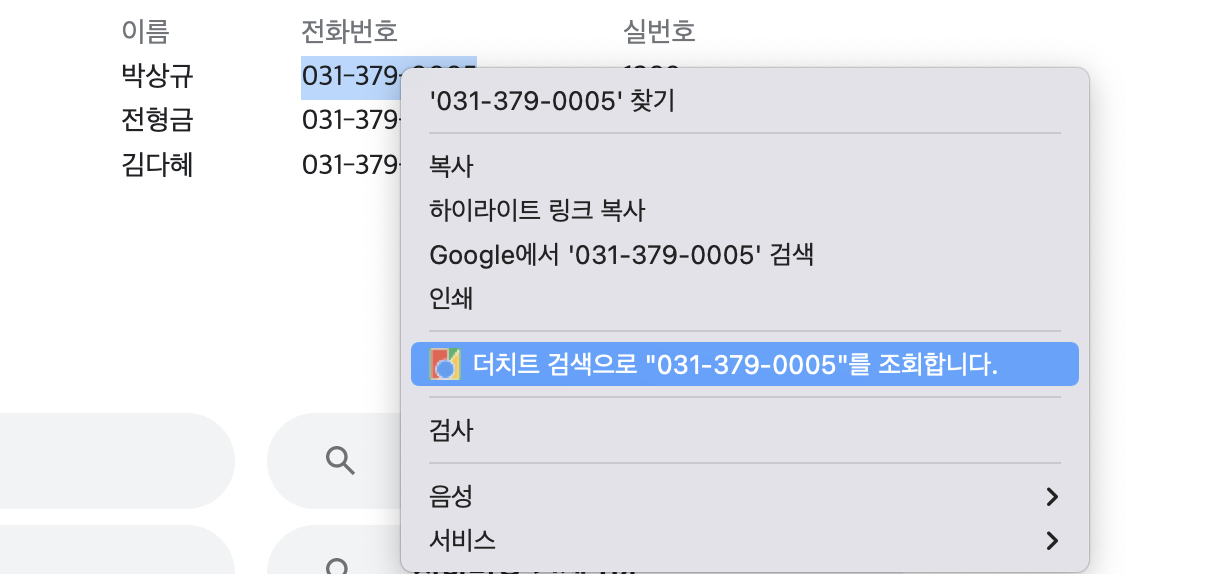 이름 전화번호 실번호
박상규 031-379-0005
전형금 031-379-
김다혜 031-379-
'031-379-0005' 찾기
복사
하이라이트 링크 복사
Google에서 '031-379-0005' 검색
인쇄
더치트 검색으로 "031-379-0005"를 조회합니다.
검사
음성
서비스